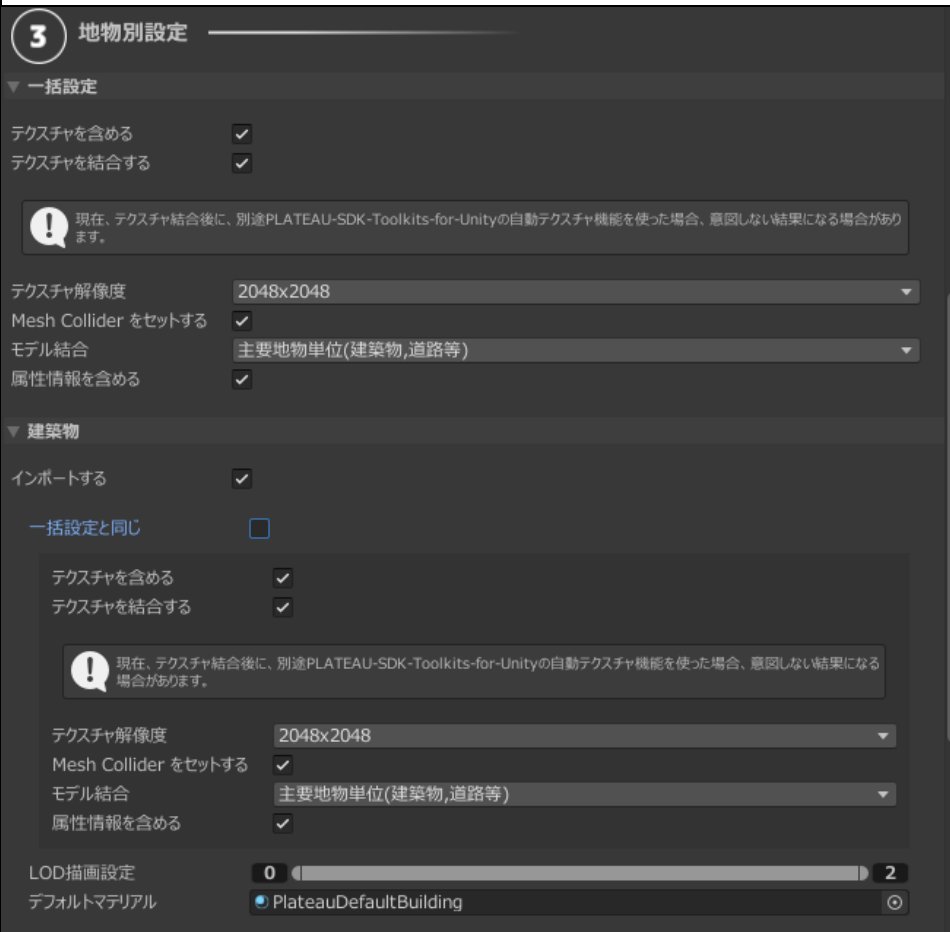 3 地物別設定
▼ 一括設定
テクスチャを含める
テクスチャを結合する
現在、テクスチャ結合後に、別途PLATEAU-SDK-Toolkits-for-Unityの自動テクスチャ機能を使った場合、意図しない結果になる場合があり
ます。
テクスチャ解像度 2048x2048
Mesh Collider をセットする
モデル結合 主要地物単位(建築物,道路等)
属性情報を含める
▼ 建築物
インポートする
一括設定と同じ
テクスチャを含める
テクスチャを結合する
現在、テクスチャ結合後に、別途PLATEAU-SDK-Toolkits-for-Unityの自動テクスチャ機能を使った場合、意図しない結果になる
場合があります。
テクスチャ解像度 2048x2048
Mesh Collider をセットする
モデル結合 主要地物単位(建築物,道路等)
属性情報を含める
LOD描画設定 0 2
デフォルトマテリアル PlateauDefaultBuilding